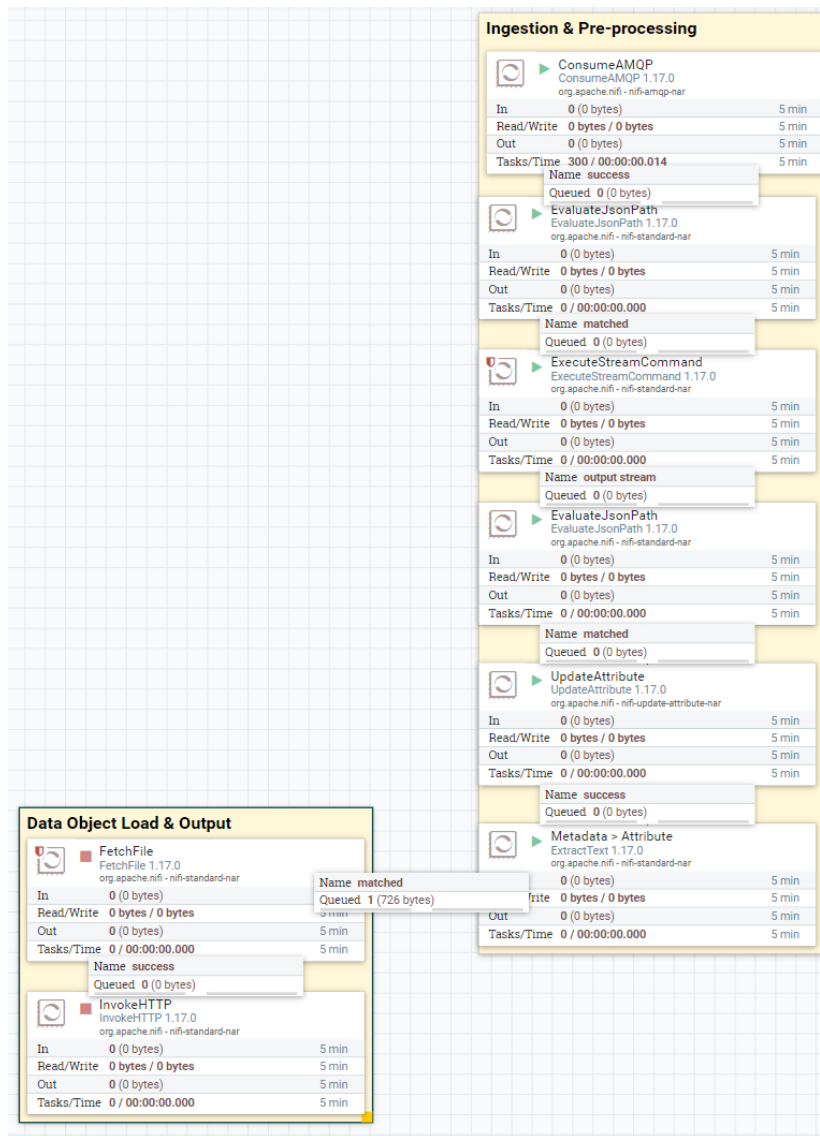 Ingestion & Pre-processing
ConsumeAMQP
ConsumeAMQP 1.17.0
org.apache.nifi - nifi-amqp-nar
In 0 (0 bytes) 5 min
Read/Write 0 bytes / 0 bytes 5 min
Out 0 (0 bytes) 5 min
Tasks/Time 300 / 00:00:00.014 5 min
Name success
Queued 0 (0 bytes)
EvaluateJsonPath
EvaluateJsonPath 1.17.0
org.apache.nifi - nifi-standard-nar
In 0 (0 bytes) 5 min
Read/Write 0 bytes / 0 bytes 5 min
Out 0 (0 bytes) 5 min
Tasks/Time 0 / 00:00:00.000 5 min
Name matched
Queued 0 (0 bytes)
ExecuteStreamCommand
ExecuteStreamCommand 1.17.0
org.apache.nifi - nifi-standard-nar
In 0 (0 bytes) 5 min
Read/Write 0 bytes / 0 bytes 5 min
Out 0 (0 bytes) 5 min
Tasks/Time 0 / 00:00:00.000 5 min
Name output stream
Queued 0 (0 bytes)
EvaluateJsonPath
EvaluateJsonPath 1.17.0
org.apache.nifi - nifi-standard-nar
In 0 (0 bytes) 5 min
Read/Write 0 bytes / 0 bytes 5 min
Out 0 (0 bytes) 5 min
Tasks/Time 0 / 00:00:00.000 5 min
Name matched
Queued 0 (0 bytes)
UpdateAttribute
UpdateAttribute 1.17.0
org.apache.nifi - nifi-update-attribute-nar
In 0 (0 bytes) 5 min
Read/Write 0 bytes / 0 bytes 5 min
Out 0 (0 bytes) 5 min
Tasks/Time 0 / 00:00:00.000 5 min
Name success
Queued 0 (0 bytes)
Metadata > Attribute
ExtractText 1.17.0
org.apache.nifi - nifi-standard-nar
0 (0 bytes) 5 min
rite 0 bytes / 0 bytes 5 min
Out 0 (0 bytes) 5 min
Tasks/Time 0 / 00:00:00.000 5 min
Name matched
Queued 1 (726 bytes)
Data Object Load & Output
FetchFile
FetchFile 1.17.0
org.apache.nifi - nifi-standard-nar
In 0 (0 bytes)
Read/Write 0 bytes / 0 bytes 5 min
Out 0 (0 bytes) 5 min
Tasks/Time 0 / 00:00:00.000 5 min
Name success
Queued 0 (0 bytes)
InvokeHTTP
InvokeHTTP 1.17.0
org.apache.nifi - nifi-standard-nar
In 0 (0 bytes) 5 min
Read/Write 0 bytes / 0 bytes 5 min
Out 0 (0 bytes) 5 min
Tasks/Time 0 / 00:00:00.000 5 min